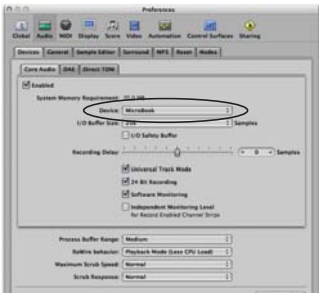 Preferences
Global Audio MIDI Display Score Video Automation Control Surfaces Sharing
Devices General Sample Editor Surround MP3 Reset Nodes
Core Audio DAE Direct TDM
Enabled
System Memory Requirement: MB
Device: MicroBook
I/O Buffer Size: Samples
I/O Safety Buffer
Recording Delay: 0 Samples
Universal Track Mode
24 Bit Recording
Software Monitoring
Independent Monitoring Level
for Record Enabled Channel Strips
Process Buffer Range: Medium
ReWire behavior: Playback Mode (Less CPU Load)
Maximum Scrub Speed: Normal
Scrub Response: Normal